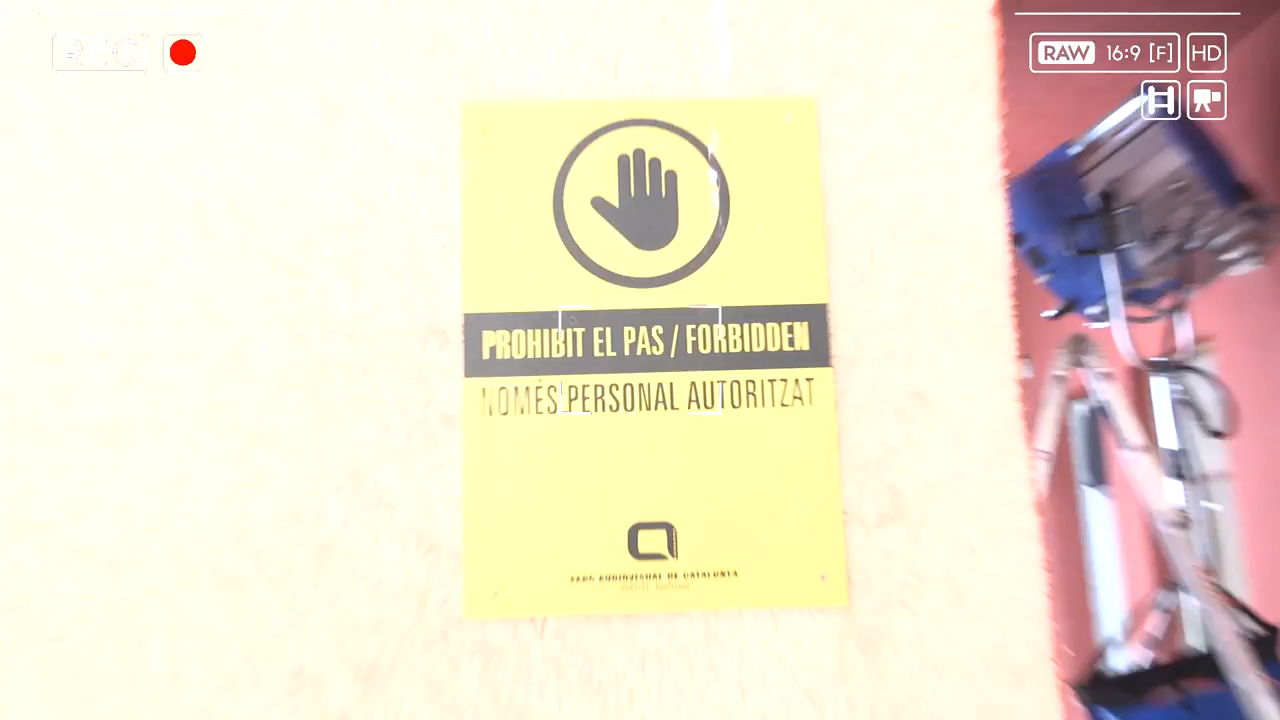 REC
RAW 16:9 [F] HD
PROHIBIT EL PAS / FORBIDDEN
NOMÉS PERSONAL AUTORITZAT
PARC AUDIOVISUAL DE CATALUNYA